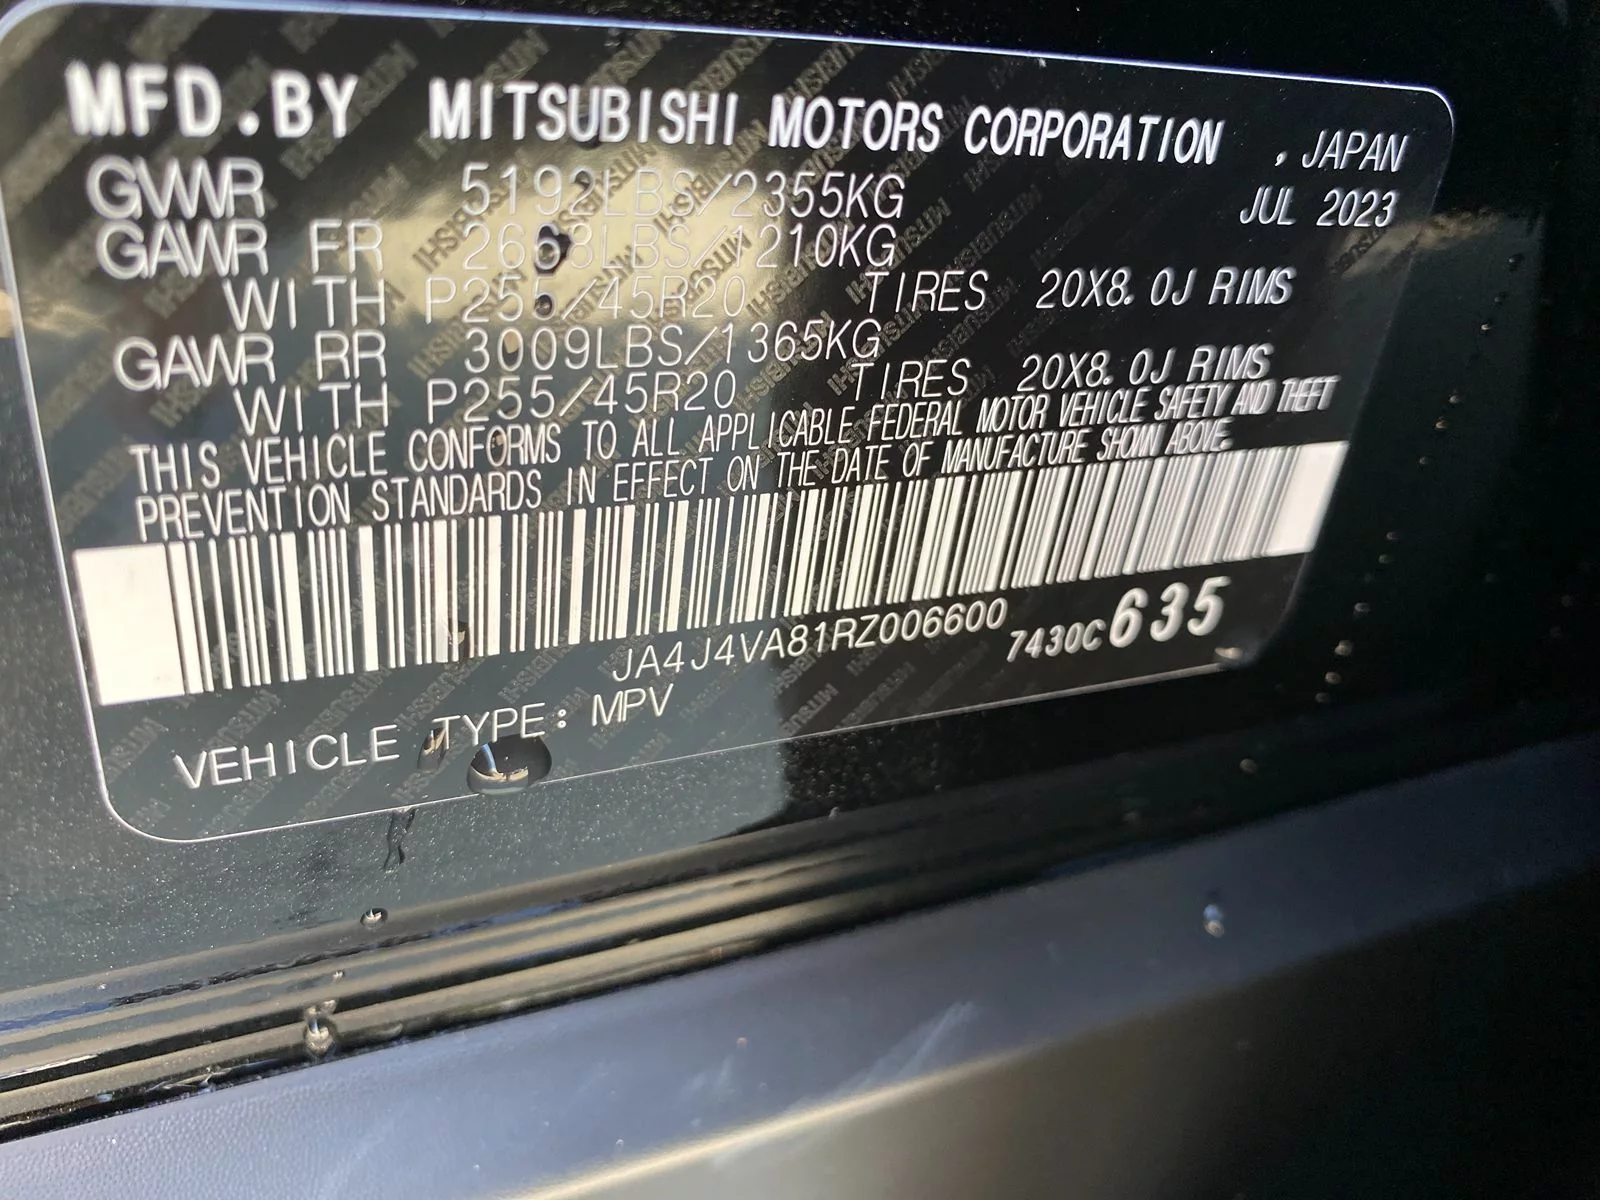 MFD.BY MITSUBISHI MOTORS CORPORATION , JAPAN
GVWR 5192LBS/2355KG JUL 2023
GAWR FR 2668LBS/1210KG
WITH P255/45R20 TIRES 20X8.0J RIMS
GAWR RR 3009LBS/1365KG
WITH P255/45R20 TIRES 20X8.0J RIMS
THIS VEHICLE CONFORMS TO ALL APPLICABLE FEDERAL MOTOR VEHICLE SAFETY AND THEFT
PREVENTION STANDARDS IN EFFECT ON THE DATE OF MANUFACTURE SHOWN ABOVE.
JA4J4VA81RZ006600 7430C635
VEHICLE TYPE: MPV